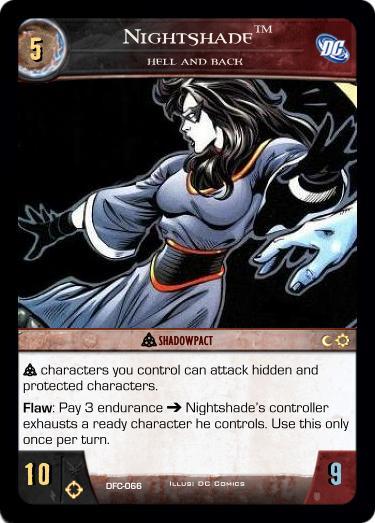 5
NIGHTSHADE™
HELL AND BACK
DC
SHADOWPACT
characters you control can attack hidden and
protected characters.
Flaw: Pay 3 endurance ➔ Nightshade's controller
exhausts a ready character he controls. Use this only
once per turn.
10
DFC-066
ILLUS: DC COMICS
9